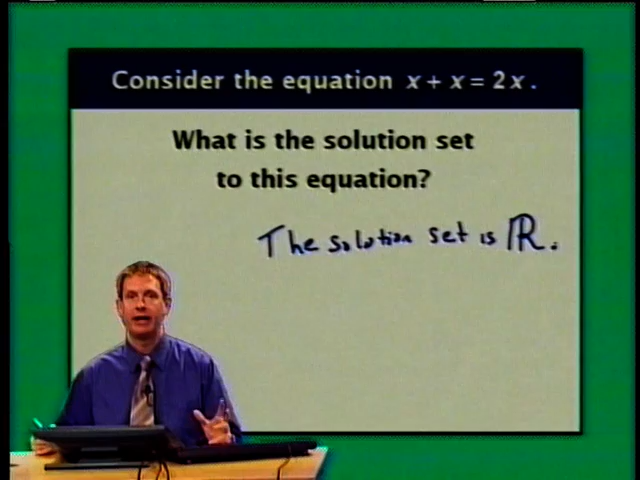 Consider the equation x + x = 2x.
What is the solution set
to this equation?
The solution set is ℝ.